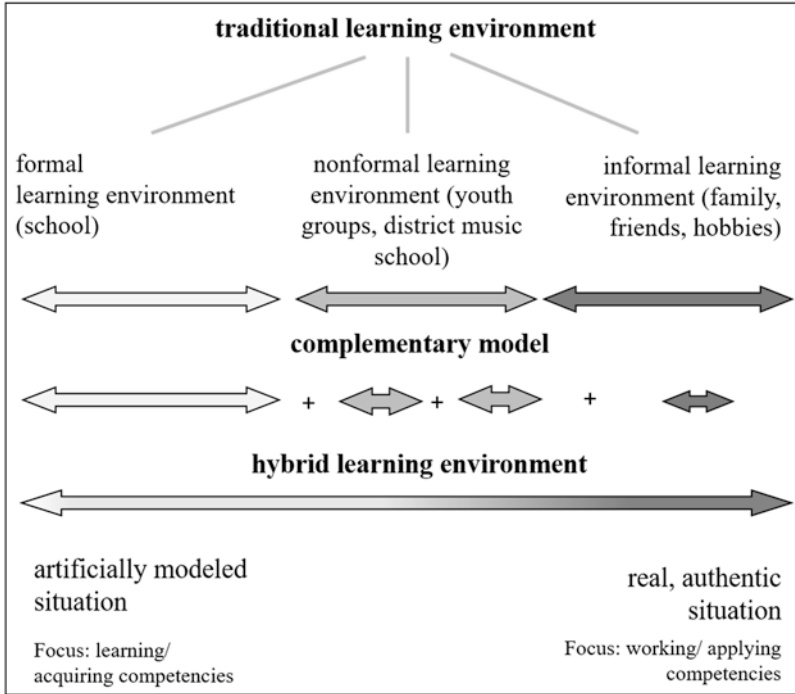 traditional learning environment
formal
learning environment
(school)
nonformal learning
environment (youth
groups, district music
school)
informal learning
environment (family,
friends, hobbies)
complementary model
+ + +
hybrid learning environment
artificially modeled
situation
Focus: learning/
acquiring competencies
real, authentic
situation
Focus: working/ applying
competencies